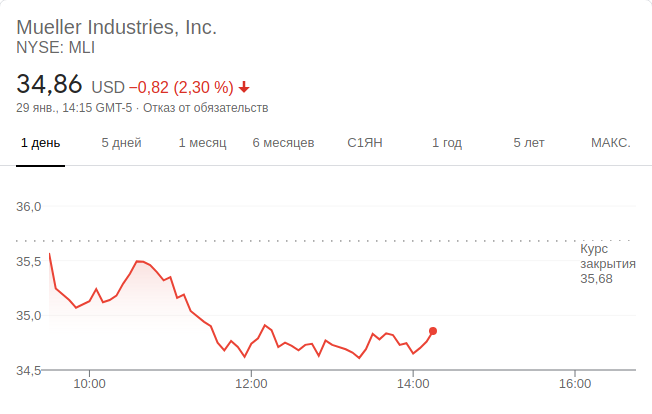 Mueller Industries, Inc.
NYSE: MLI
34,86 USD −0,82 (2,30 %)
29 янв., 14:15 GMT-5 · Отказ от обязательств
1 день 5 дней 1 месяц 6 месяцев С1ЯН 1 год 5 лет МАКС.
36,0
Курс
закрытия
35,68
35,5
35,0
34,5
10:00 12:00 14:00 16:00